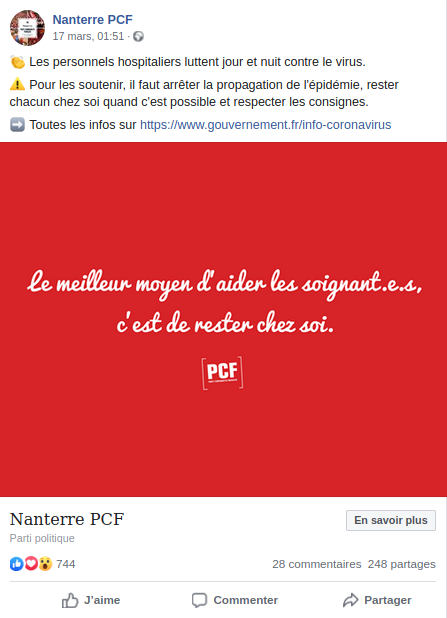 Nanterre PCF
17 mars, 01:51 ·
👏 Les personnels hospitaliers luttent jour et nuit contre le virus.
⚠️ Pour les soutenir, il faut arrêter la propagation de l'épidémie, rester
chacun chez soi quand c'est possible et respecter les consignes.
➡️ Toutes les infos sur https://www.gouvernement.fr/info-coronavirus
Le meilleur moyen d'aider les soignant.e.s,
c'est de rester chez soi.
PCF
Nanterre PCF
En savoir plus
Parti politique
744
28 commentaires 248 partages
J'aime
Commenter
Partager